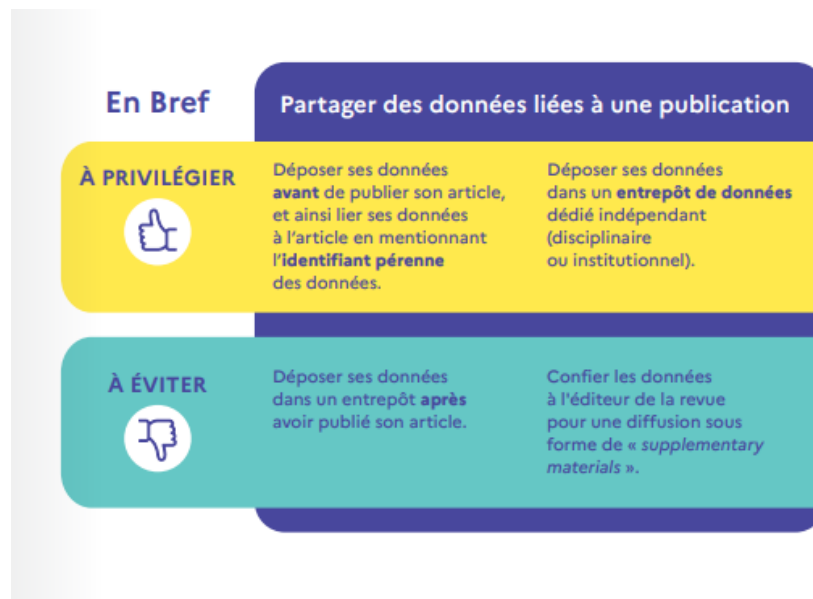 En Bref
Partager des données liées à une publication
À PRIVILÉGIER
Déposer ses données
avant de publier son article,
et ainsi lier ses données
à l'article en mentionnant
l'identifiant pérenne
des données.
Déposer ses données
dans un entrepôt de données
dédié indépendant
(disciplinaire
ou institutionnel).
À ÉVITER
Déposer ses données
dans un entrepôt après
avoir publié son article.
Confier les données
à l'éditeur de la revue
pour une diffusion sous
forme de « supplementary
materials ».